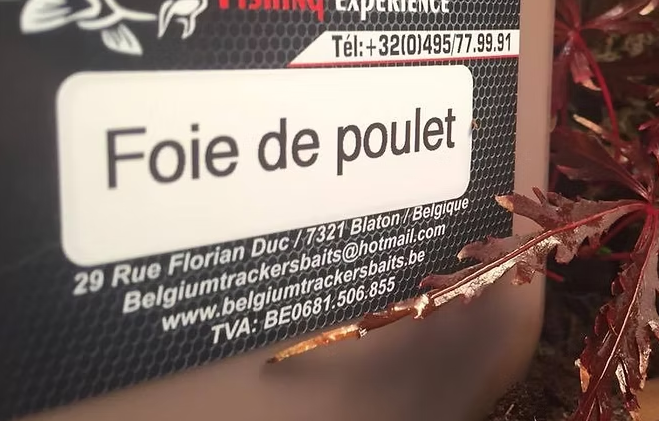 Fishing EXPERIENCE
Tél:+32(0)495/77.99.91
Foie de poulet
29 Rue Florian Duc / 7321 Blaton / Belgique
Belgiumtrackersbaits@hotmail.com
www.belgiumtrackersbaits.be
TVA: BE0681.506.855